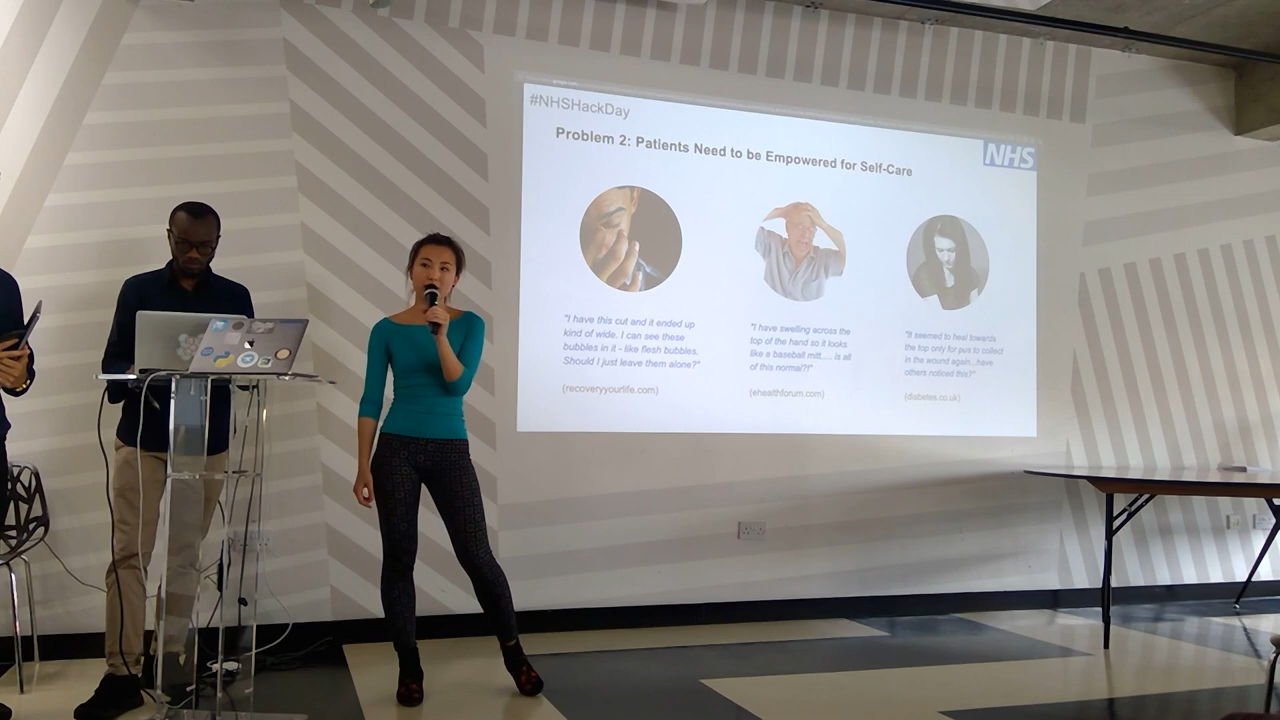 #NHSHackDay
Problem 2: Patients Need to be Empowered for Self-Care
NHS
"I have this cut and it ended up
kind of wide. I can see these
bubbles in it - like flesh bubbles.
Should I just leave them alone?"
(recoveryyourlife.com)
"I have swelling across the
top of the hand so it looks
like a baseball mitt..... is all
of this normal?!"
(ehealthforum.com)
"It seemed to heal towards
the top only for pus to collect
in the wound again...have
others noticed this?"
(diabetes.co.uk)